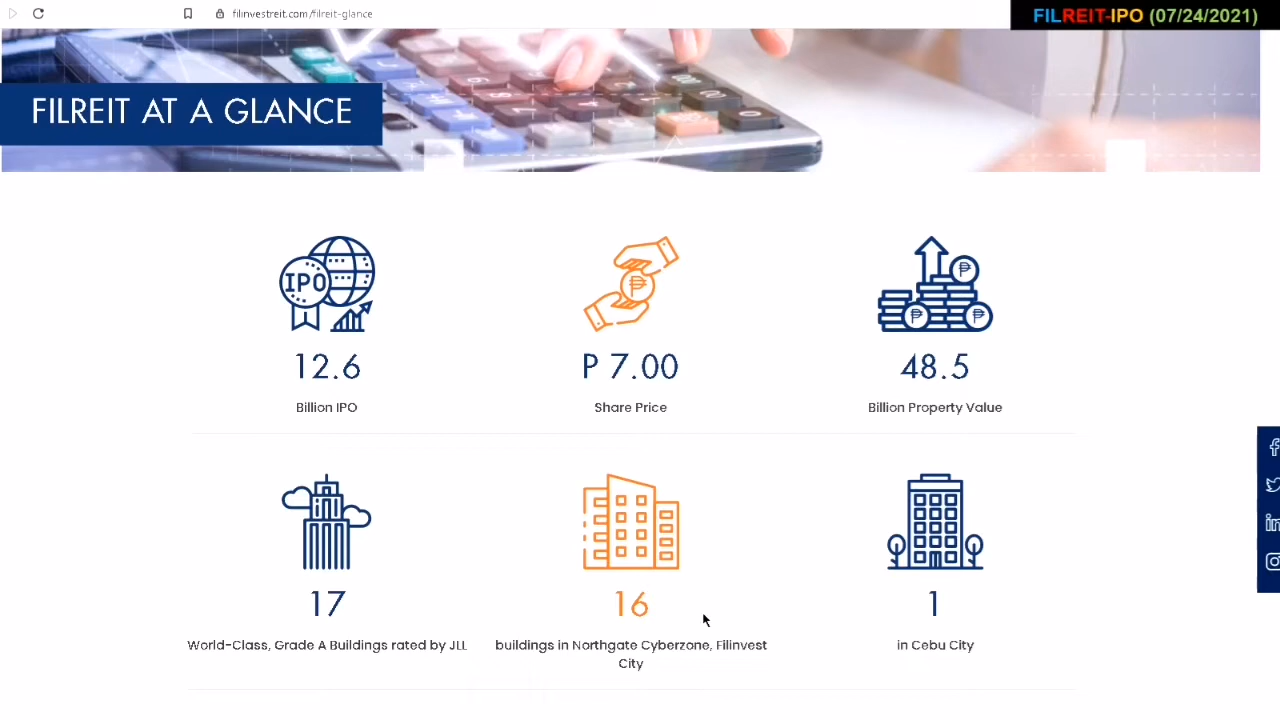 filinvestreit.com/filreit-glance
FILREIT-IPO (07/24/2021)
FILREIT AT A GLANCE
IPO
12.6
Billion IPO
₱
P 7.00
Share Price
₱
₱ ₱
48.5
Billion Property Value
17
World-Class, Grade A Buildings rated by JLL
16
buildings in Northgate Cyberzone, Filinvest
City
1
in Cebu City